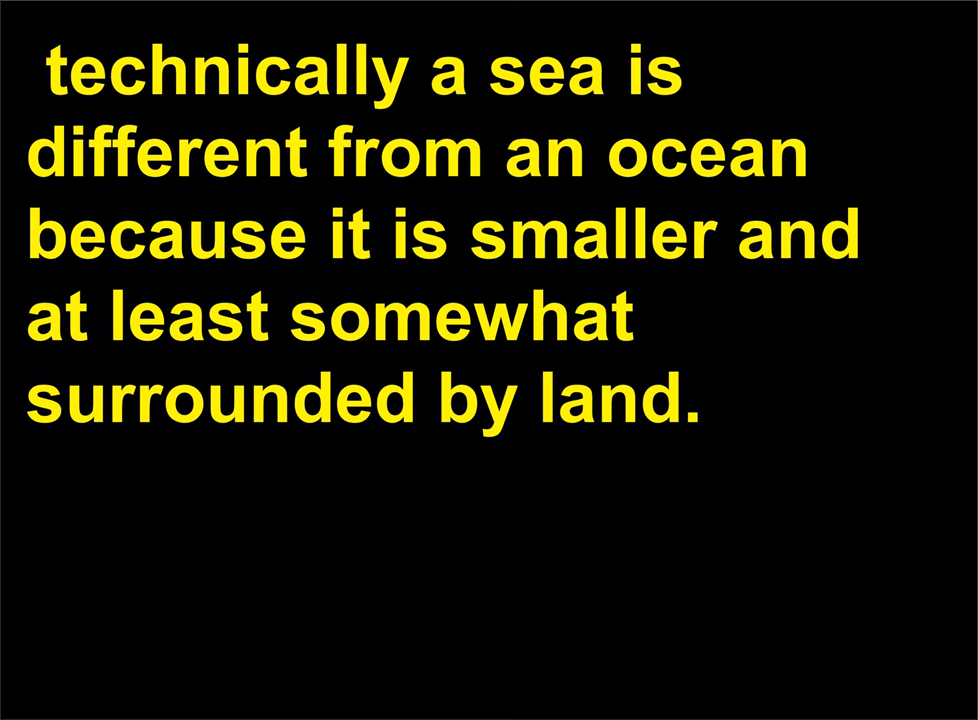 technically a sea is
different from an ocean
because it is smaller and
at least somewhat
surrounded by land.